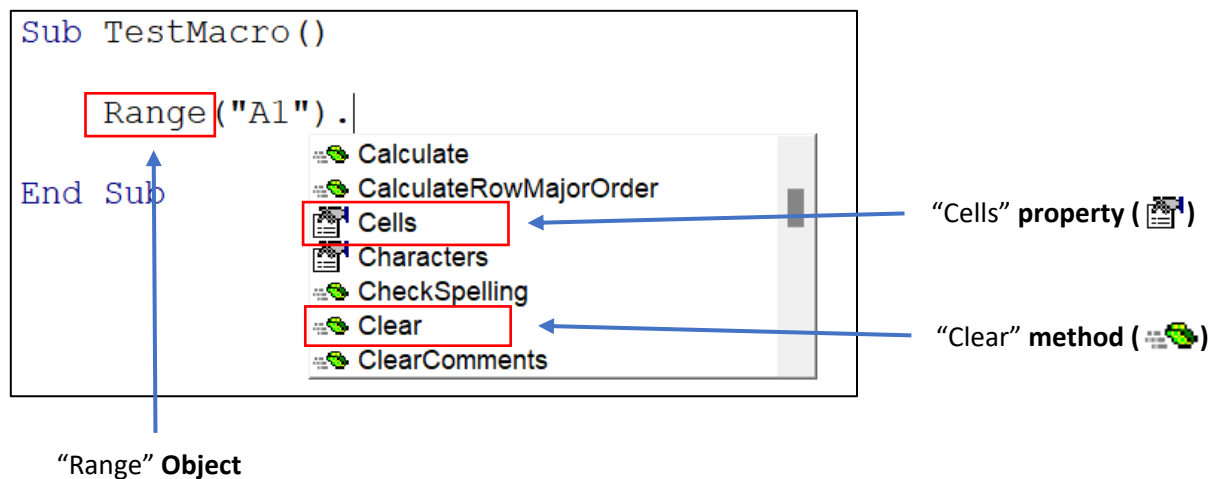 Sub TestMacro()
Range("A1").
Calculate
CalculateRowMajorOrder
End Sub
Cells
“Cells” property ( )
Characters
CheckSpelling
Clear
“Clear” method ( )
ClearComments
“Range” Object